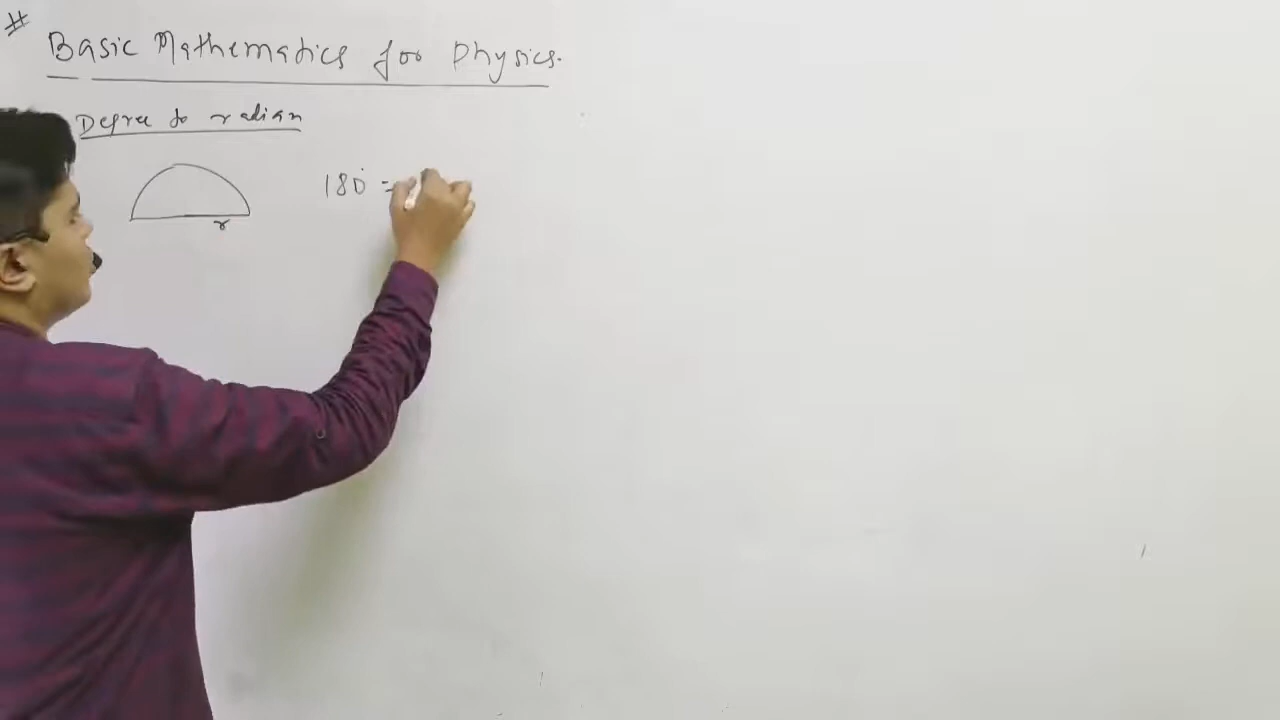 #
Basic Mathematics for Physics.
Degree to radian
180° =
r